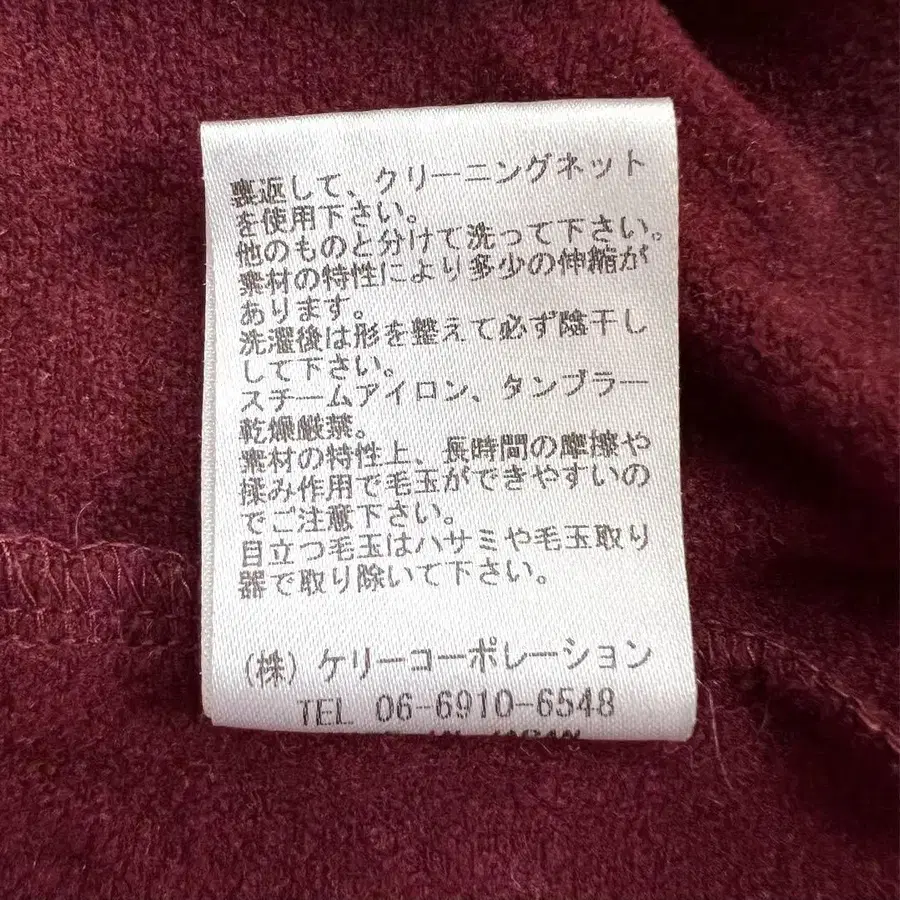 裏返して、クリーニングネット
を使用下さい。
他のものと分けて洗って下さい。
素材の特性により多少の伸縮が
あります。
洗濯後は形を整えて必ず陰干し
して下さい。
スチームアイロン、タンブラー
乾燥厳禁。
素材の特性上、長時間の摩擦や
揉み作用で毛玉ができやすいの
でご注意下さい。
目立つ毛玉はハサミや毛玉取り
器で取り除いて下さい。
(株) ケリーコーポレーション
TEL 06-6910-6548
IN JAPAN